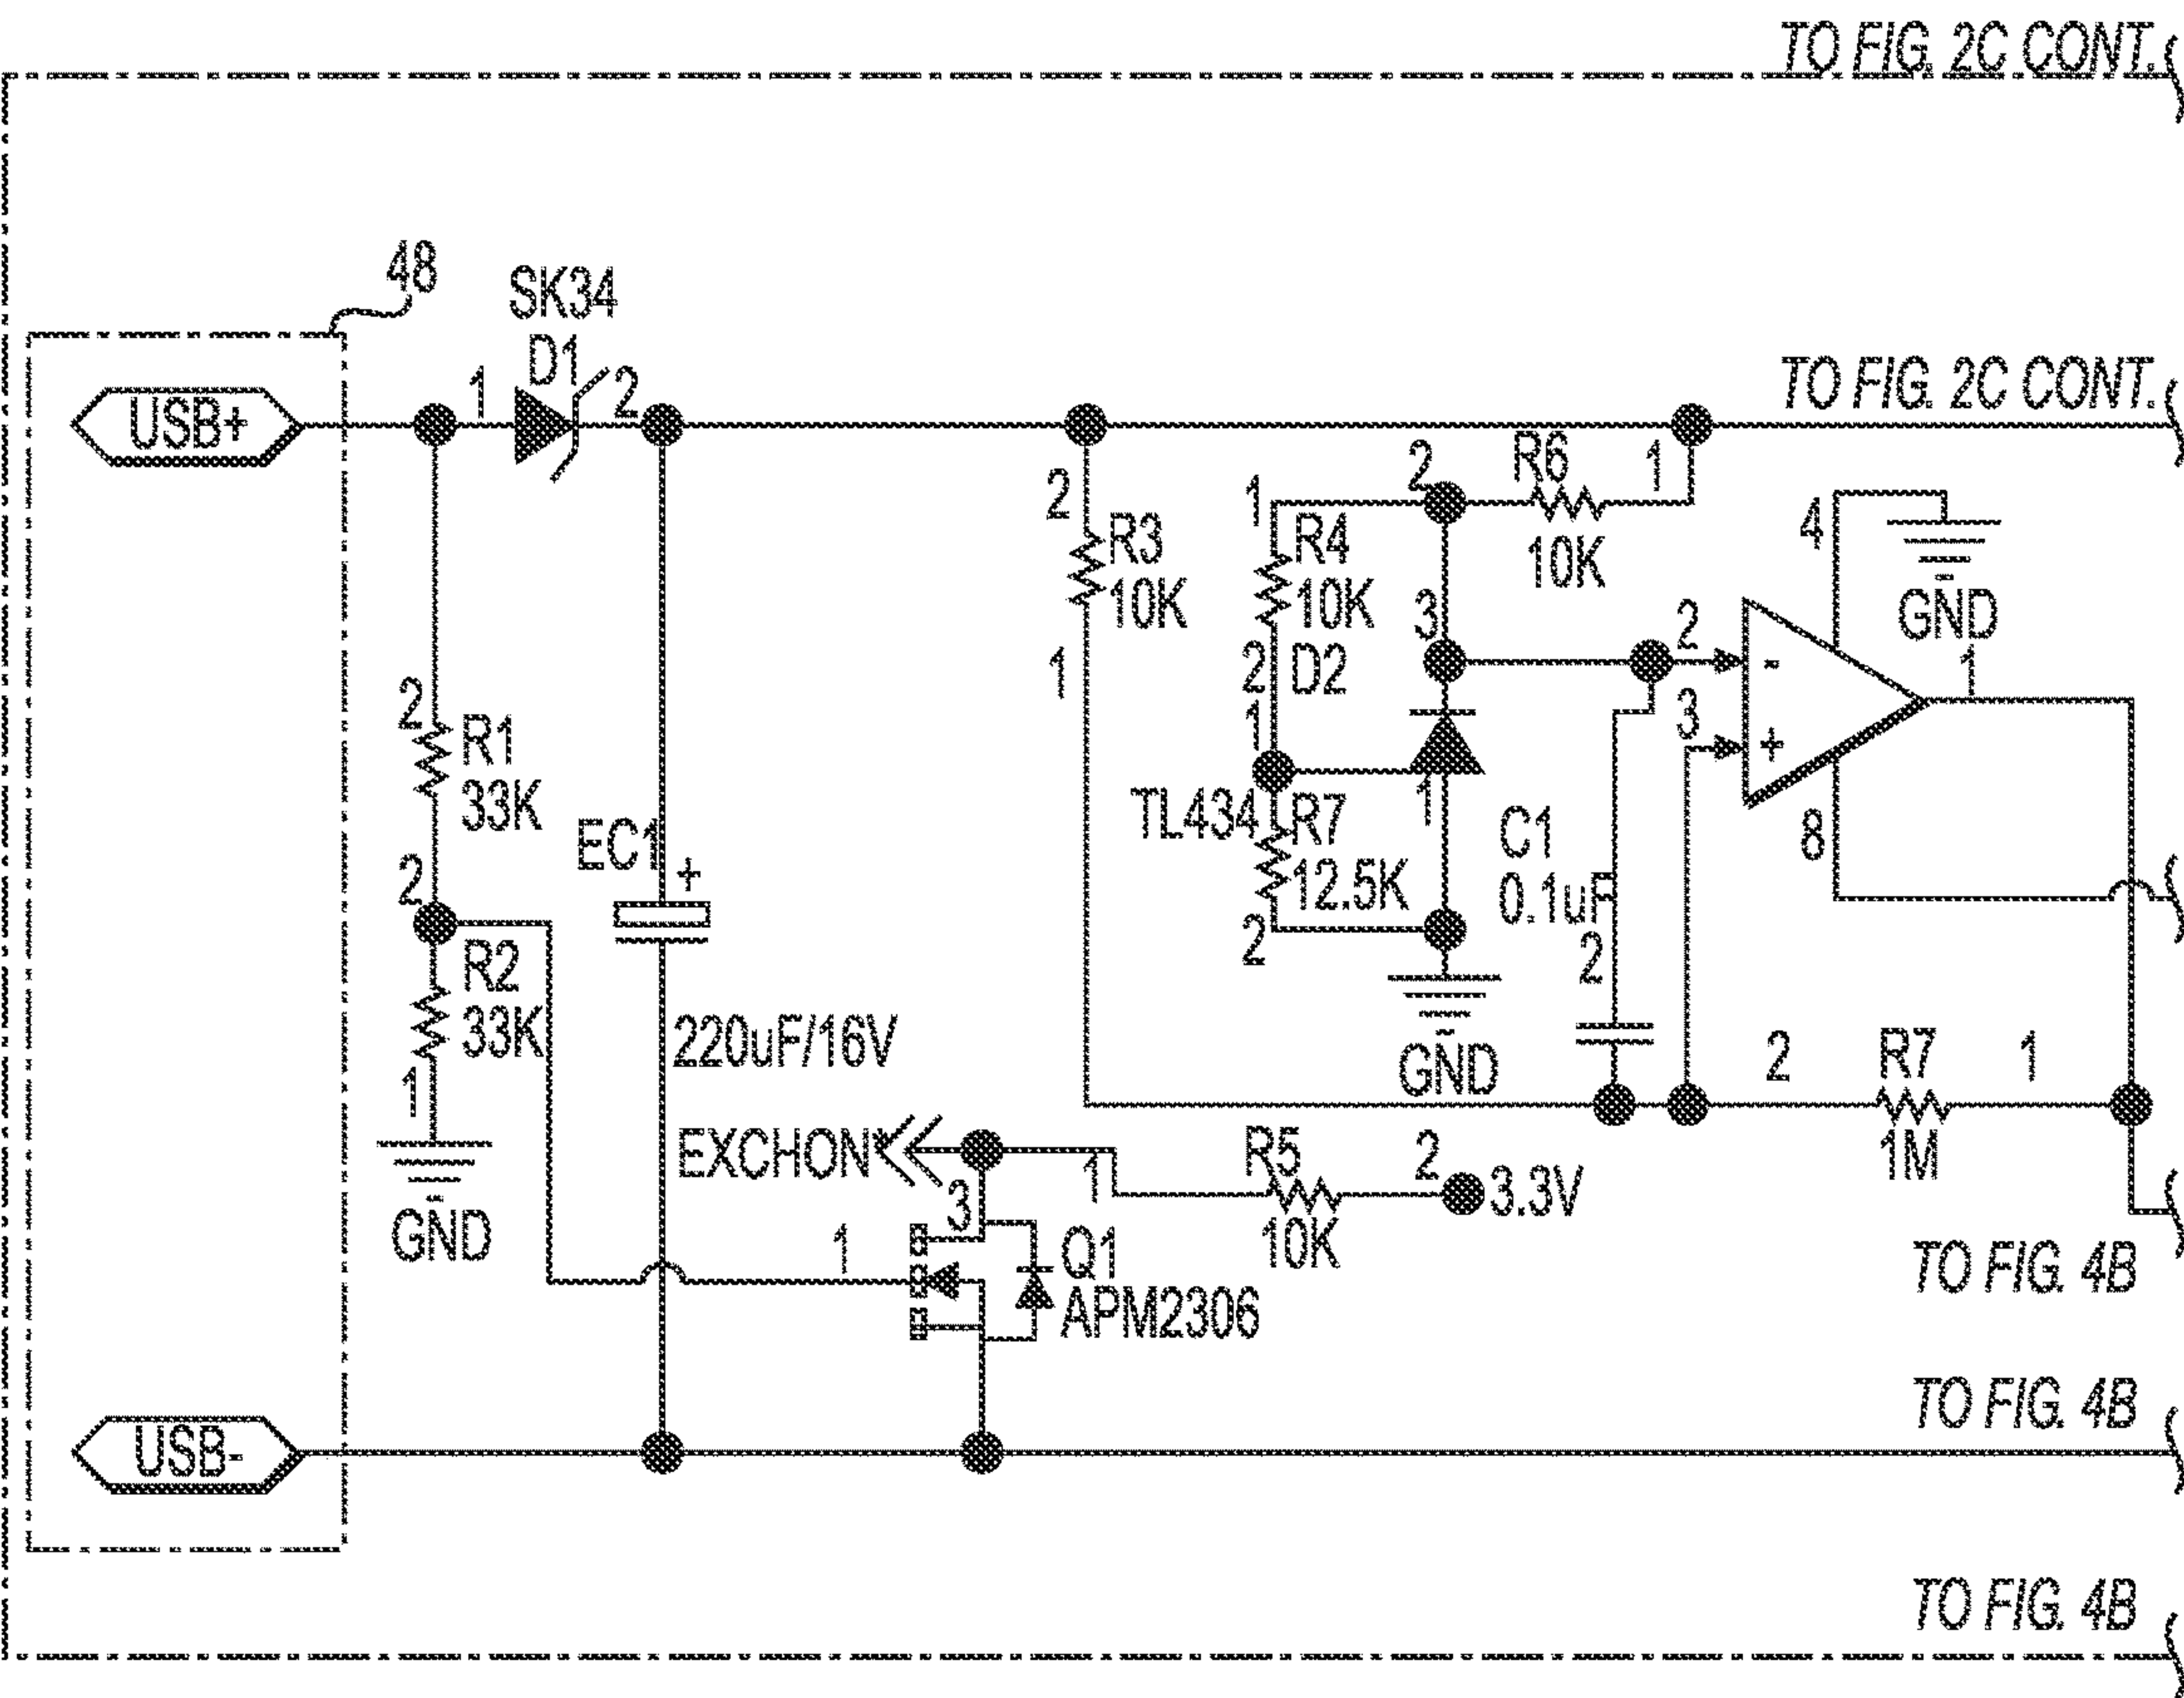 TO FIG. 2C CONT.
48
SK34
D1
TO FIG. 2C CONT.
USB+
1
2
2
R3
10K
1
1
R4
10K
2
D2
1
2
R6
1
10K
3
4
GND
2
-
3
+
1
8
2
R1
33K
2
R2
33K
1
GND
EC1
+
220uF/16V
TL434
R7
12.5K
2
1
GND
C1
0.1uF
2
2
R7
1
1M
EXCHON
3
1
1
R5
2
3.3V
10K
Q1
APM2306
TO FIG. 4B
USB-
TO FIG. 4B
TO FIG. 4B